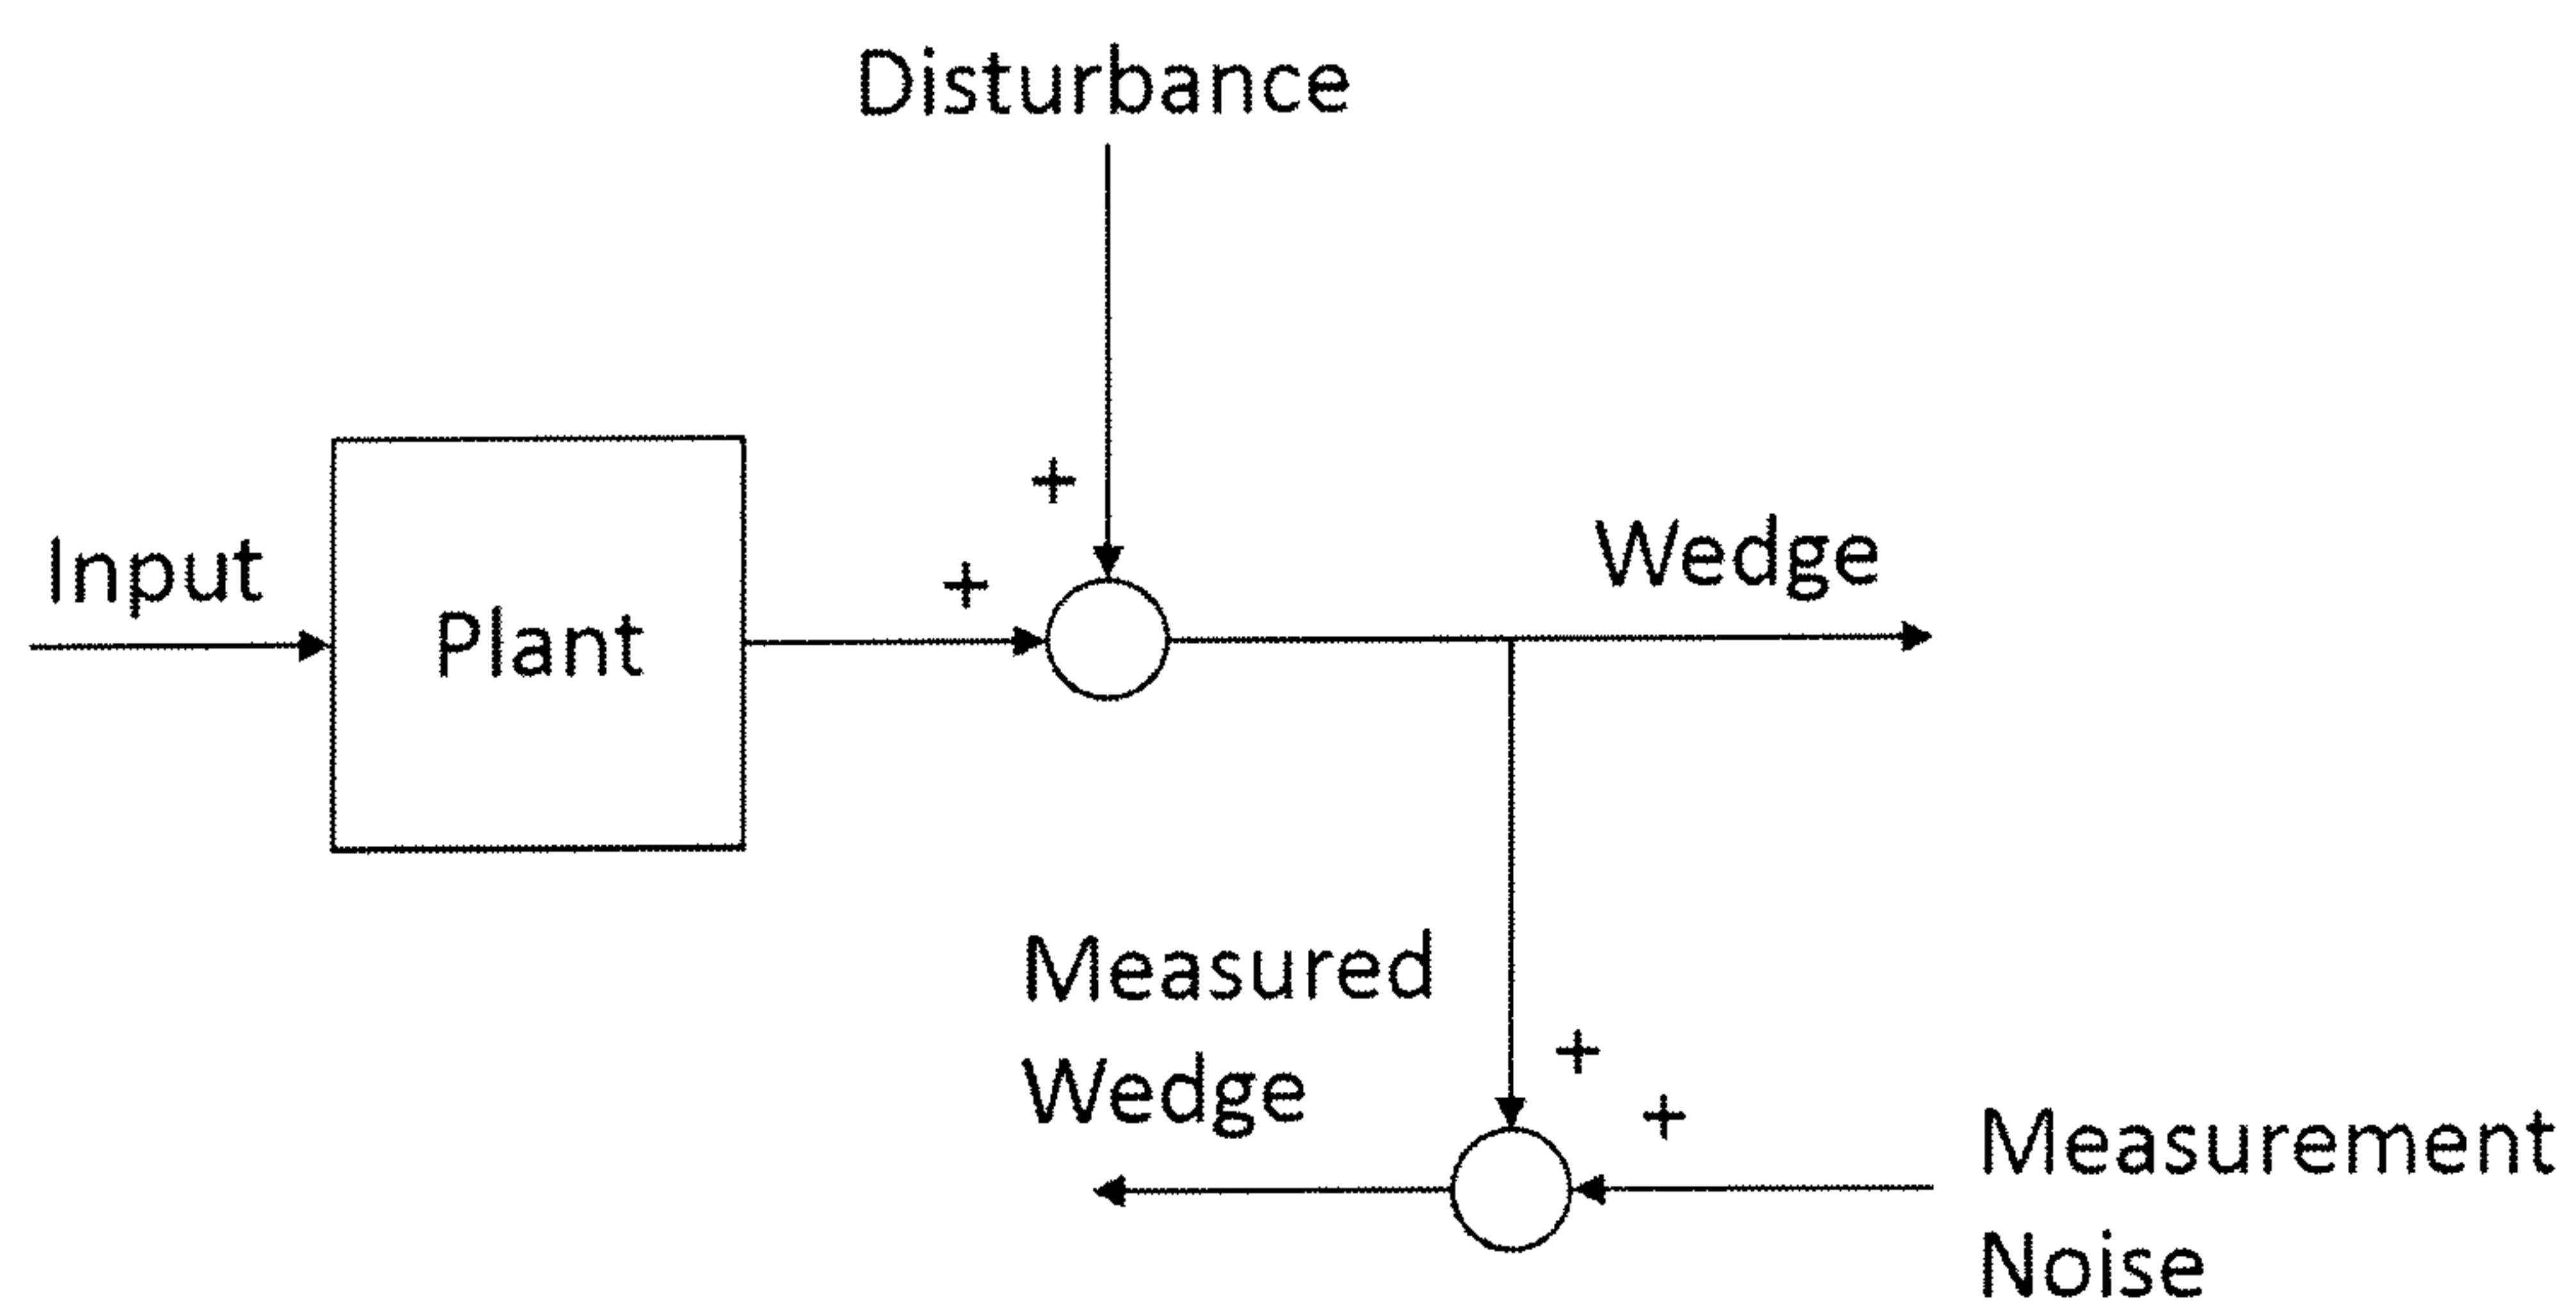 Disturbance
+
+
Input
Plant
Wedge
Measured
Wedge
+
+
Measurement
Noise